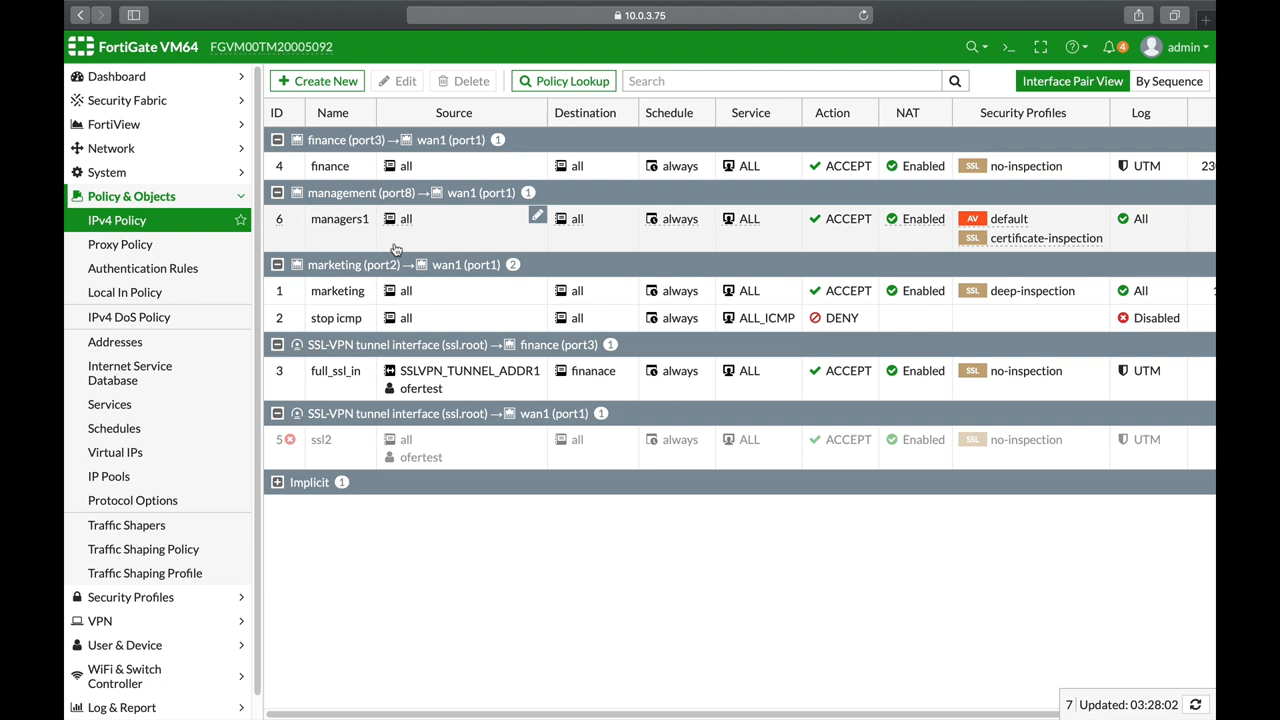 10.0.3.75
FortiGate VM64 FGVM00TM20005092
4 admin
Dashboard
Security Fabric
FortiView
Network
System
Policy & Objects
IPv4 Policy
Proxy Policy
Authentication Rules
Local In Policy
IPv4 DoS Policy
Addresses
Internet Service
Database
Services
Schedules
Virtual IPs
IP Pools
Protocol Options
Traffic Shapers
Traffic Shaping Policy
Traffic Shaping Profile
Security Profiles
VPN
User & Device
WiFi & Switch
Controller
Log & Report
+ Create New Edit Delete Policy Lookup Search Interface Pair View By Sequence
ID Name Source Destination Schedule Service Action NAT Security Profiles Log
finance (port3) → wan1 (port1) 1
4 finance all all always ALL ACCEPT Enabled SSL no-inspection UTM 23
management (port8) → wan1 (port1) 1
6 managers1 all all always ALL ACCEPT Enabled AV default All
SSL certificate-inspection
marketing (port2) → wan1 (port1) 2
1 marketing all all always ALL ACCEPT Enabled SSL deep-inspection All
2 stop icmp all all always ALL_ICMP DENY Disabled
SSL-VPN tunnel interface (ssl.root) → finance (port3) 1
3 full_ssl_in SSLVPN_TUNNEL_ADDR1 finanace always ALL ACCEPT Enabled SSL no-inspection UTM
ofertest
SSL-VPN tunnel interface (ssl.root) → wan1 (port1) 1
5 ssl2 all all always ALL ACCEPT Enabled SSL no-inspection UTM
ofertest
Implicit 1
7 Updated: 03:28:02